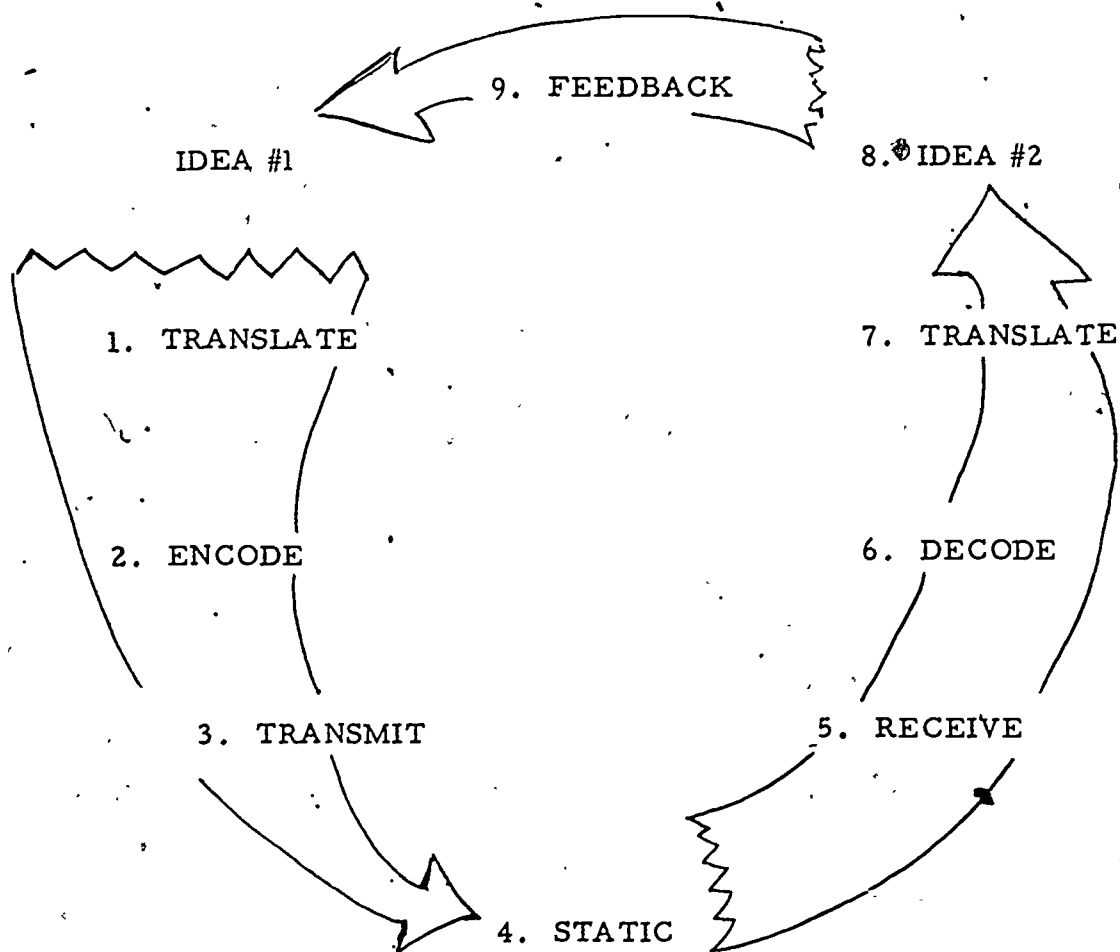 9. FEEDBACK
IDEA #1
8. IDEA #2
1. TRANSLATE
7. TRANSLATE
2. ENCODE
6. DECODE
3. TRANSMIT
5. RECEIVE
4. STATIC